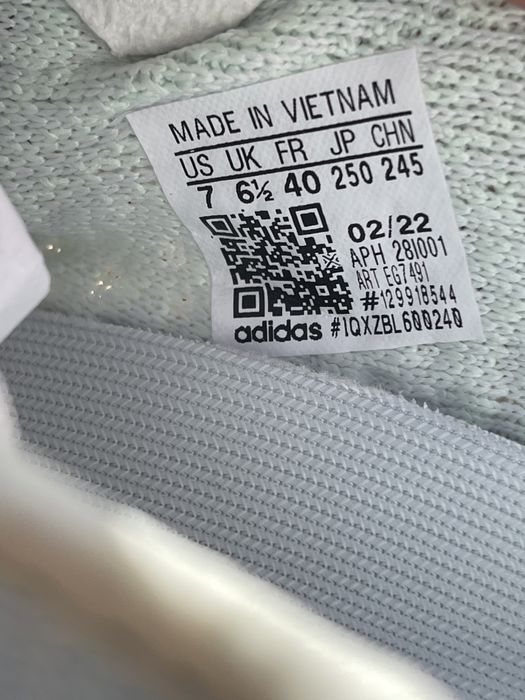 MADE IN VIETNAM
US UK FR JP CHN
7 6½ 40 250 245
02/22
APH 28I001
ART EG7491
#129918544
adidas #IQXZBL600240